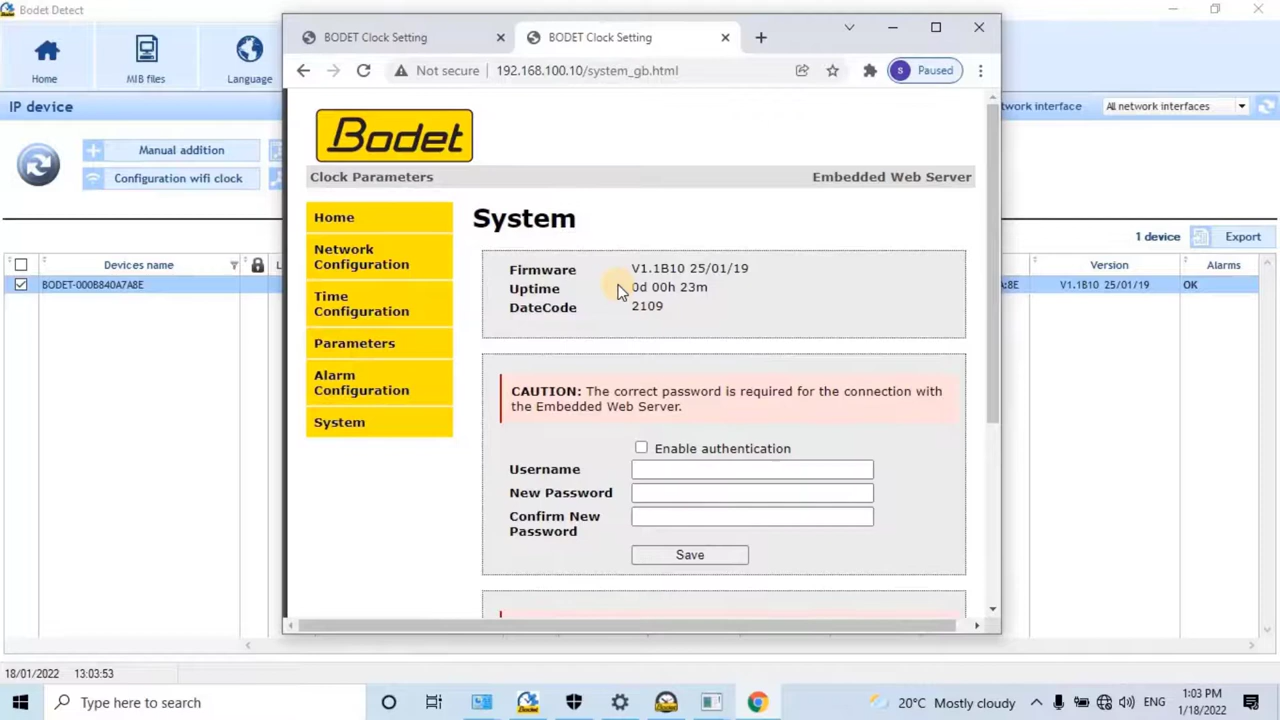 Bodet Detect
Home
MIB files
Language
IP device
Manual addition
Configuration wifi clock
Devices name
BODET-000B840A7A8E
18/01/2022
13:03:53
BODET Clock Setting
BODET Clock Setting
Not secure
192.168.100.10/system_gb.html
S
Paused
Bodet
Clock Parameters
Embedded Web Server
Home
Network
Configuration
Time
Configuration
Parameters
Alarm
Configuration
System
System
Firmware V1.1B10 25/01/19
Uptime 0d 00h 23m
DateCode 2109
CAUTION: The correct password is required for the connection with
the Embedded Web Server.
Enable authentication
Username
New Password
Confirm New
Password
Save
All network interfaces
1 device
Export
Version
Alarms
V1.1B10 25/01/19
OK
Type here to search
20°C Mostly cloudy
ENG
1:03 PM
1/18/2022